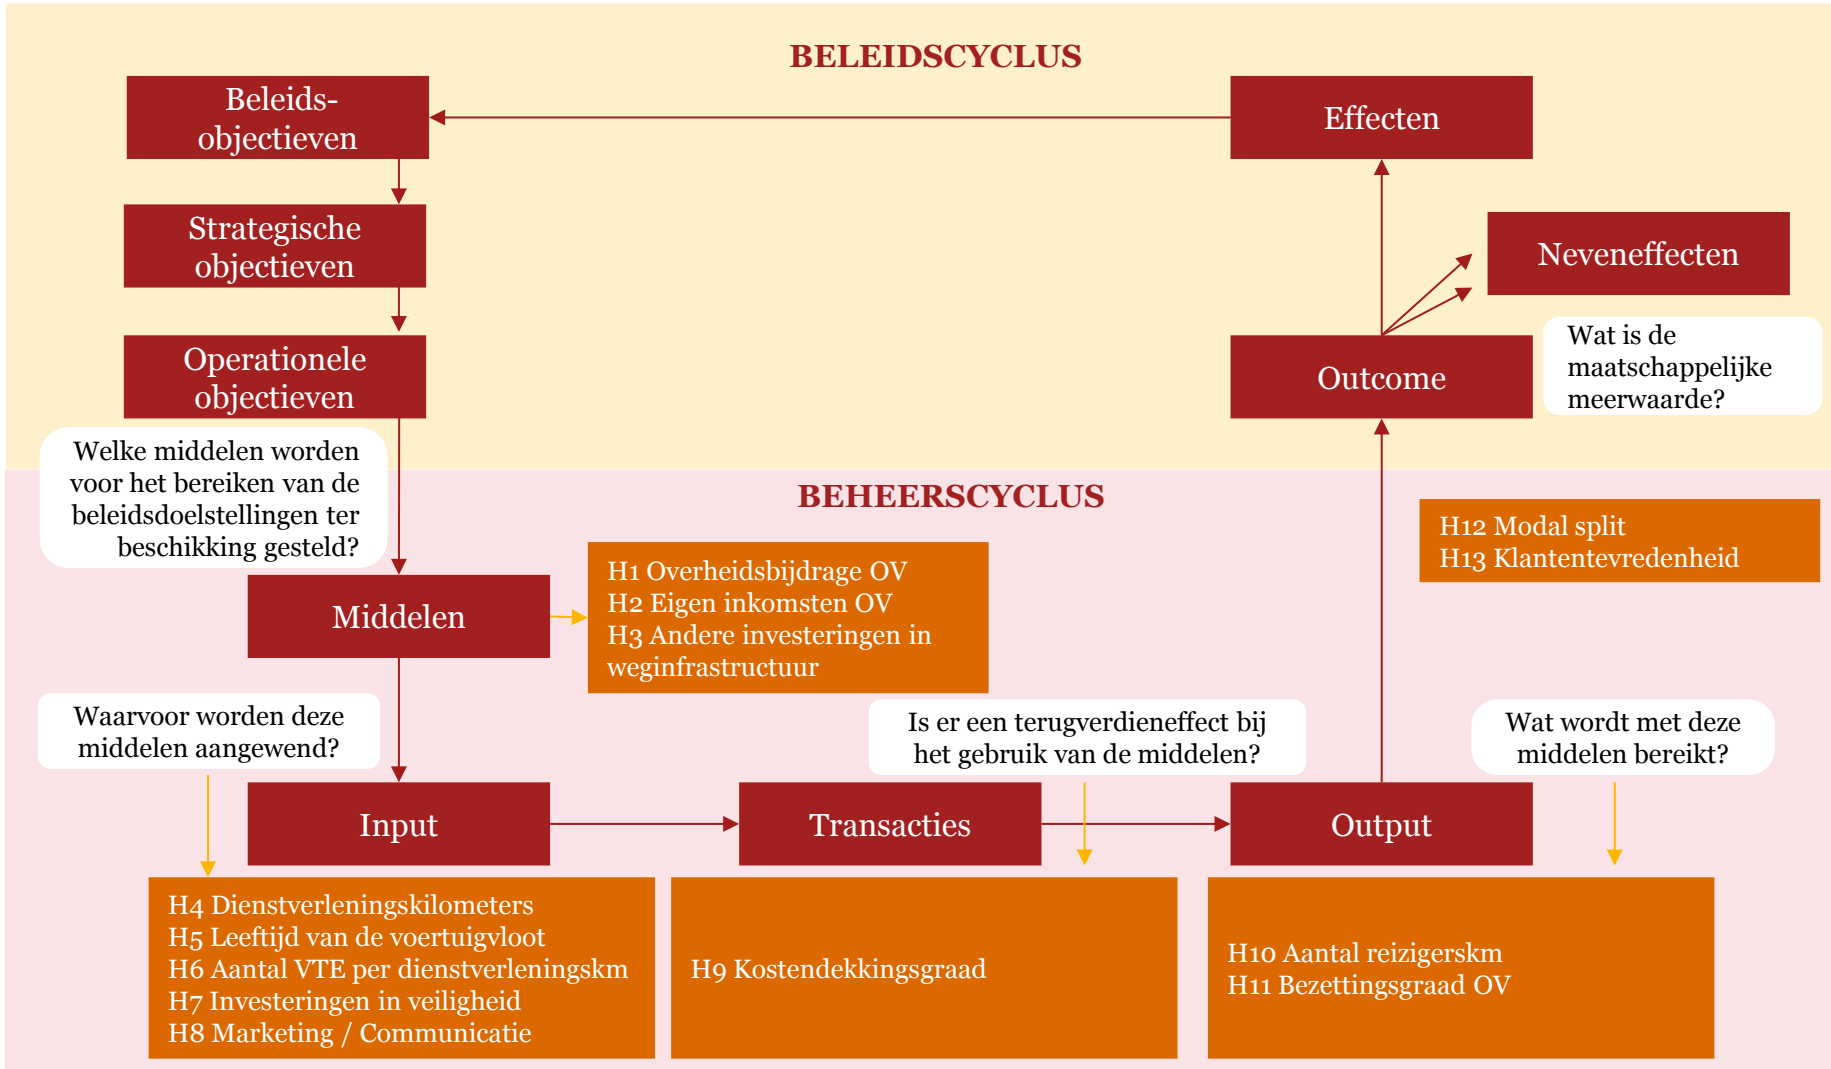 BELEIDSCYCLUS
Beleids-
objectieven
Effecten
Strategische
objectieven
Neveneffecten
Operationele
objectieven
Outcome
Wat is de
maatschappelijke
meerwaarde?
Welke middelen worden
voor het bereiken van de
beleidsdoelstellingen ter
beschikking gesteld?
BEHEERSCYCLUS
H12 Modal split
H13 Klantentevredenheid
Middelen
H1 Overheidsbijdrage OV
H2 Eigen inkomsten OV
H3 Andere investeringen in
weginfrastructuur
Waarvoor worden deze
middelen aangewend?
Is er een terugverdieneffect bij
het gebruik van de middelen?
Wat wordt met deze
middelen bereikt?
Input
Transacties
Output
H4 Dienstverleningskilometers
H5 Leeftijd van de voertuigvloot
H6 Aantal VTE per dienstverleningskm
H7 Investeringen in veiligheid
H8 Marketing / Communicatie
H9 Kostendekkingsgraad
H10 Aantal reizigerskm
H11 Bezettingsgraad OV